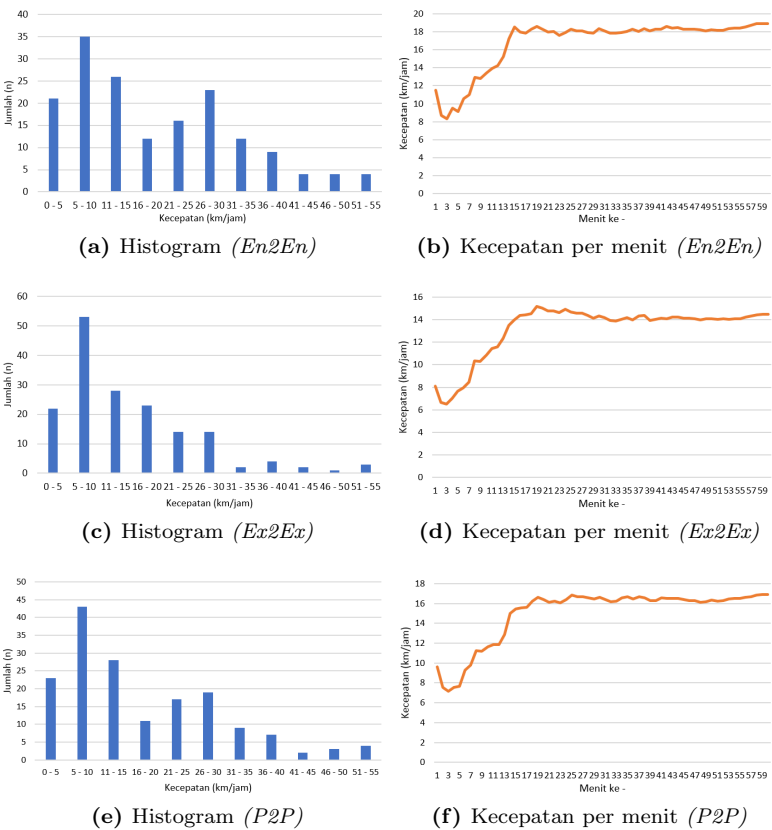 40
35
30
25
20
15
10
5
0
Jumlah (n)
0 - 5 5 - 10 11 - 15 16 - 20 21 - 25 26 - 30 31 - 35 36 - 40 41 - 45 46 - 50 51 - 55
Kecepatan (km/jam)
(a) Histogram (En2En)
20
18
16
14
12
10
8
6
4
2
0
Kecepatan (km/jam)
1 3 5 7 9 11 13 15 17 19 21 23 25 27 29 31 33 35 37 39 41 43 45 47 49 51 53 55 57 59
Menit ke -
(b) Kecepatan per menit (En2En)
60
50
40
30
20
10
0
Jumlah (n)
0 - 5 5 - 10 11 - 15 16 - 20 21 - 25 26 - 30 31 - 35 36 - 40 41 - 45 46 - 50 51 - 55
Kecepatan (km/jam)
(c) Histogram (Ex2Ex)
16
14
12
10
8
6
4
2
0
Kecepatan (km/jam)
1 3 5 7 9 11 13 15 17 19 21 23 25 27 29 31 33 35 37 39 41 43 45 47 49 51 53 55 57 59
Menit ke -
(d) Kecepatan per menit (Ex2Ex)
50
45
40
35
30
25
20
15
10
5
0
Jumlah (n)
0 - 5 5 - 10 11 - 15 16 - 20 21 - 25 26 - 30 31 - 35 36 - 40 41 - 45 46 - 50 51 - 55
Kecepatan (km/jam)
(e) Histogram (P2P)
18
16
14
12
10
8
6
4
2
0
Kecepatan (km/jam)
1 3 5 7 9 11 13 15 17 19 21 23 25 27 29 31 33 35 37 39 41 43 45 47 49 51 53 55 57 59
Menit ke -
(f) Kecepatan per menit (P2P)